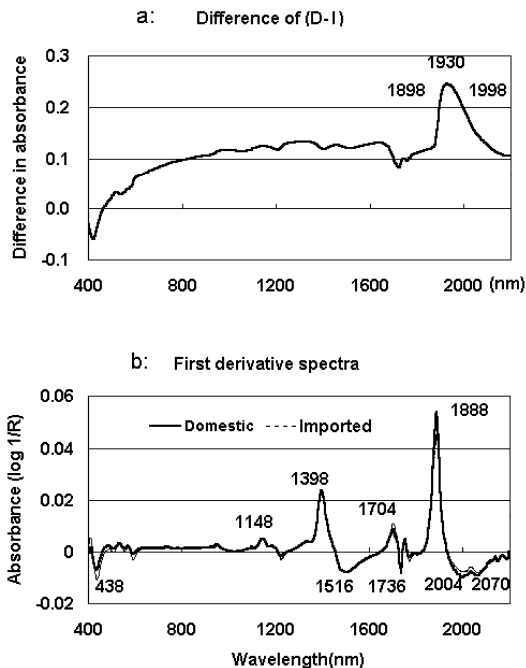 a: Difference of (D-I)
Difference in absorbance
0.3
0.2
0.1
0.0
-0.1
1930
1898 1998
400 800 1200 1600 2000 (nm)
b: First derivative spectra
Absorbance (log 1/R)
0.06
0.04
0.02
0
-0.02
Domestic Imported
1888
1398
1704
1148
438 1516 1736 2004 2070
400 800 1200 1600 2000
Wavelength(nm)